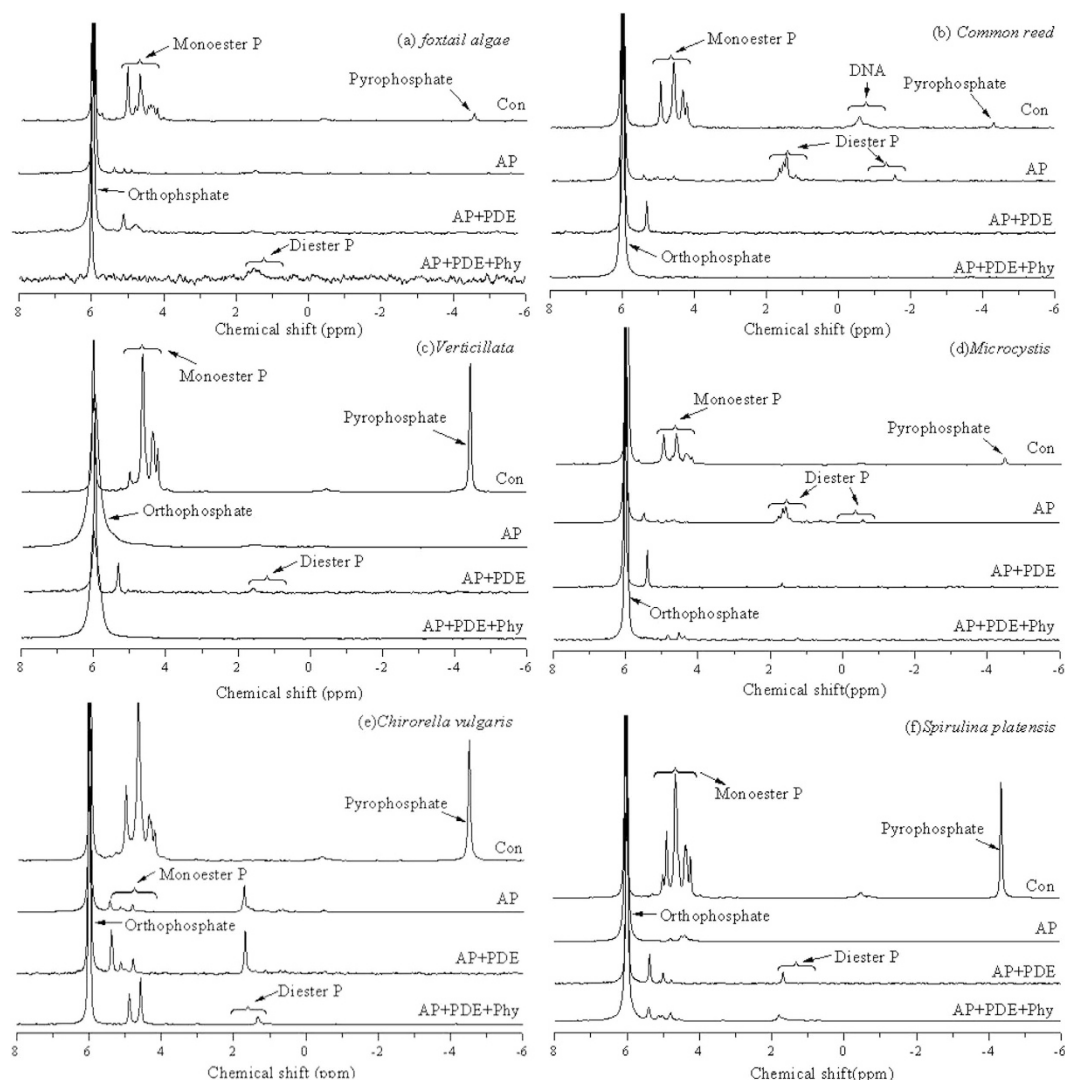 (a) foxtail algae
Monoester P
Pyrophosphate
Con
AP
Orthophsphate
AP+PDE
Diester P
AP+PDE+Phy
8 6 4 2 0 -2 -4 -6
Chemical shift (ppm)
(b) Common reed
Monoester P
DNA
Pyrophosphate
Con
Diester P
AP
AP+PDE
Orthophosphate
AP+PDE+Phy
8 6 4 2 0 -2 -4 -6
Chemical shift (ppm)
(c)Verticillata
Monoester P
Pyrophosphate
Con
Orthophosphate
AP
Diester P
AP+PDE
AP+PDE+Phy
8 6 4 2 0 -2 -4 -6
Chemical shift (ppm)
(d)Microcystis
Monoester P
Pyrophosphate
Con
Diester P
AP
AP+PDE
Orthophosphate
AP+PDE+Phy
8 6 4 2 0 -2 -4 -6
Chemical shift(ppm)
(e)Chirorella vulgaris
Pyrophosphate
Con
Monoester P
AP
Orthophosphate
AP+PDE
Diester P
AP+PDE+Phy
8 6 4 2 0 -2 -4 -6
Chemical shift (ppm)
(f)Spirulina platensis
Monoester P
Pyrophosphate
Con
Orthophosphate
AP
Diester P
AP+PDE
AP+PDE+Phy
8 6 4 2 0 -2 -4 -6
Chemical shift(ppm)